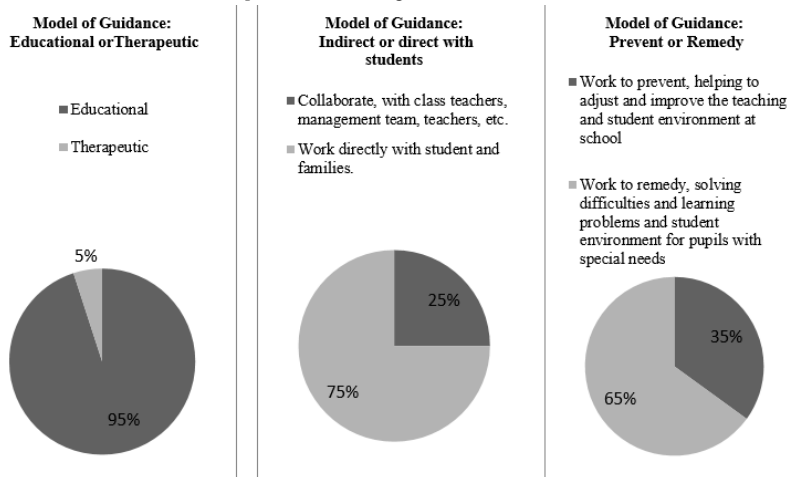 Model of Guidance:
Educational orTherapeutic
Educational
Therapeutic
5%
95%
Model of Guidance:
Indirect or direct with
students
Collaborate, with class teachers,
management team, teachers, etc.
Work directly with student and
families.
25%
75%
Model of Guidance:
Prevent or Remedy
Work to prevent, helping to
adjust and improve the teaching
and student environment at
school
Work to remedy, solving
difficulties and learning
problems and student
environment for pupils with
special needs
35%
65%